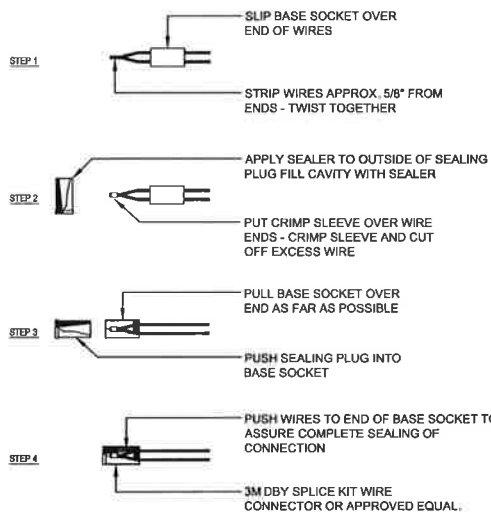 SLIP BASE SOCKET OVER
END OF WIRES
STEP 1
STRIP WIRES APPROX. 5/8" FROM
ENDS - TWIST TOGETHER
APPLY SEALER TO OUTSIDE OF SEALING
PLUG FILL CAVITY WITH SEALER
STEP 2
PUT CRIMP SLEEVE OVER WIRE
ENDS - CRIMP SLEEVE AND CUT
OFF EXCESS WIRE
PULL BASE SOCKET OVER
END AS FAR AS POSSIBLE
STEP 3
PUSH SEALING PLUG INTO
BASE SOCKET
PUSH WIRES TO END OF BASE SOCKET TO
ASSURE COMPLETE SEALING OF
CONNECTION
STEP 4
3M DBY SPLICE KIT WIRE
CONNECTOR OR APPROVED EQUAL.